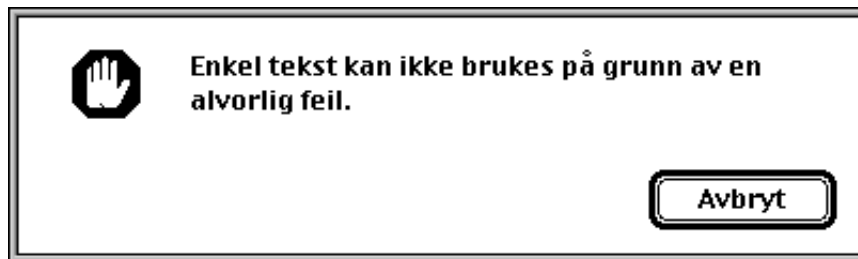 Enkel tekst kan ikke brukes på grunn av en
alvorlig feil.
Avbryt